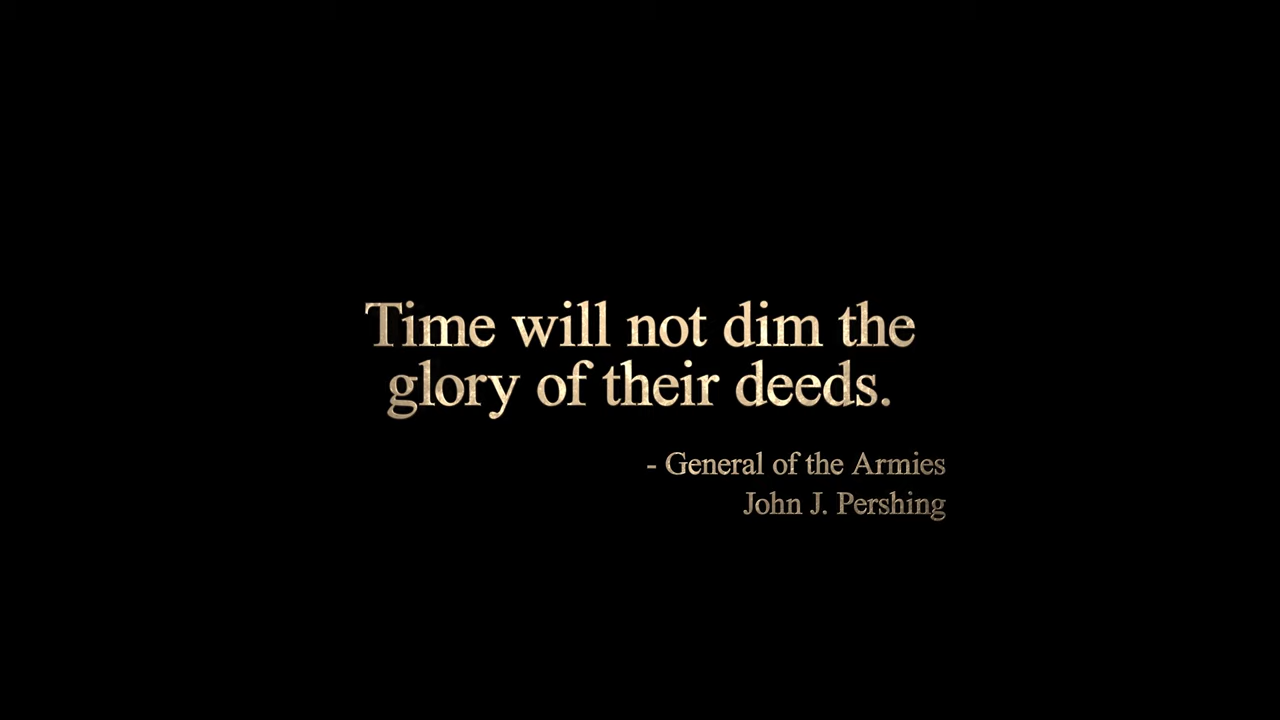 Time will not dim the
glory of their deeds.
- General of the Armies
John J. Pershing